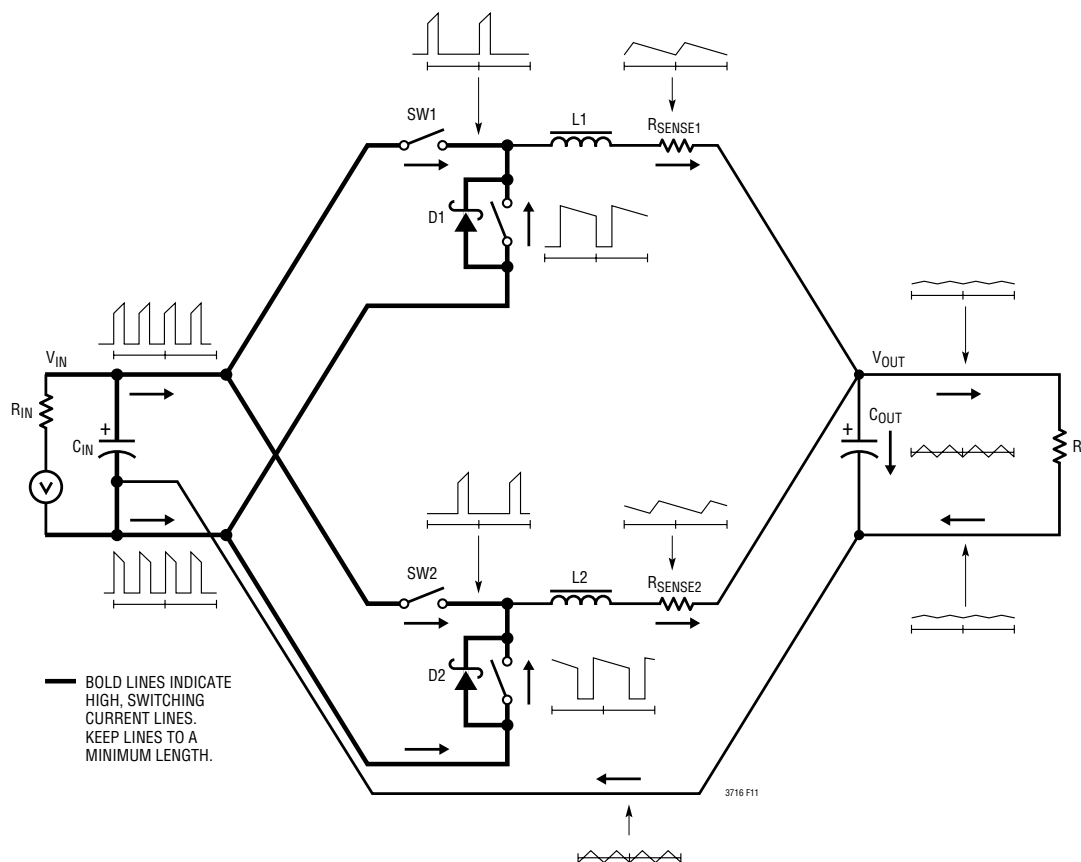 SW1
L1
RSENSE1
D1
VIN
VOUT
RIN
+
CIN
+
COUT
R
V
SW2
L2
RSENSE2
D2
BOLD LINES INDICATE
HIGH, SWITCHING
CURRENT LINES.
KEEP LINES TO A
MINIMUM LENGTH.
3716 F11